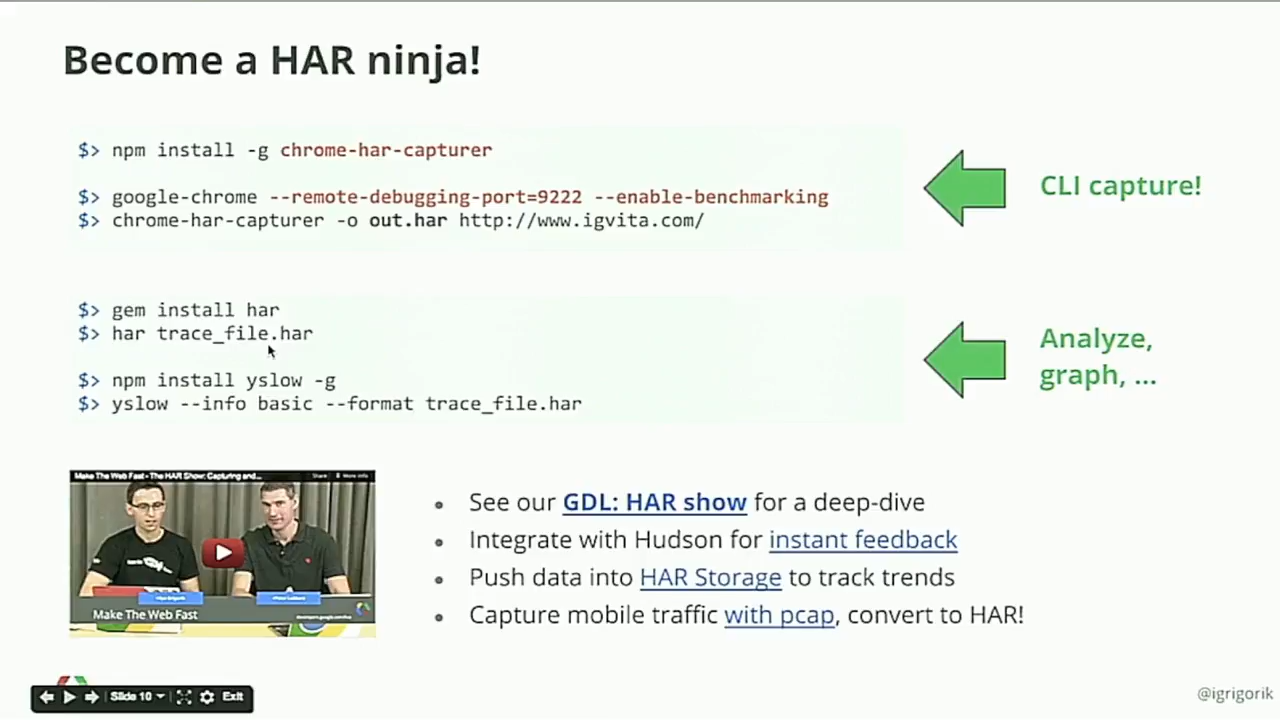 Become a HAR ninja!
$> npm install -g chrome-har-capturer
$> google-chrome --remote-debugging-port=9222 --enable-benchmarking
$> chrome-har-capturer -o out.har http://www.igvita.com/
CLI capture!
$> gem install har
$> har trace_file.har
$> npm install yslow -g
$> yslow --info basic --format trace_file.har
Analyze,
graph, ...
Make The Web Fast - The HAR Show: Capturing and...
Share
More info
Make The Web Fast
See our GDL: HAR show for a deep-dive
Integrate with Hudson for instant feedback
Push data into HAR Storage to track trends
Capture mobile traffic with pcap, convert to HAR!
Slide 10
Exit
@igrigorik